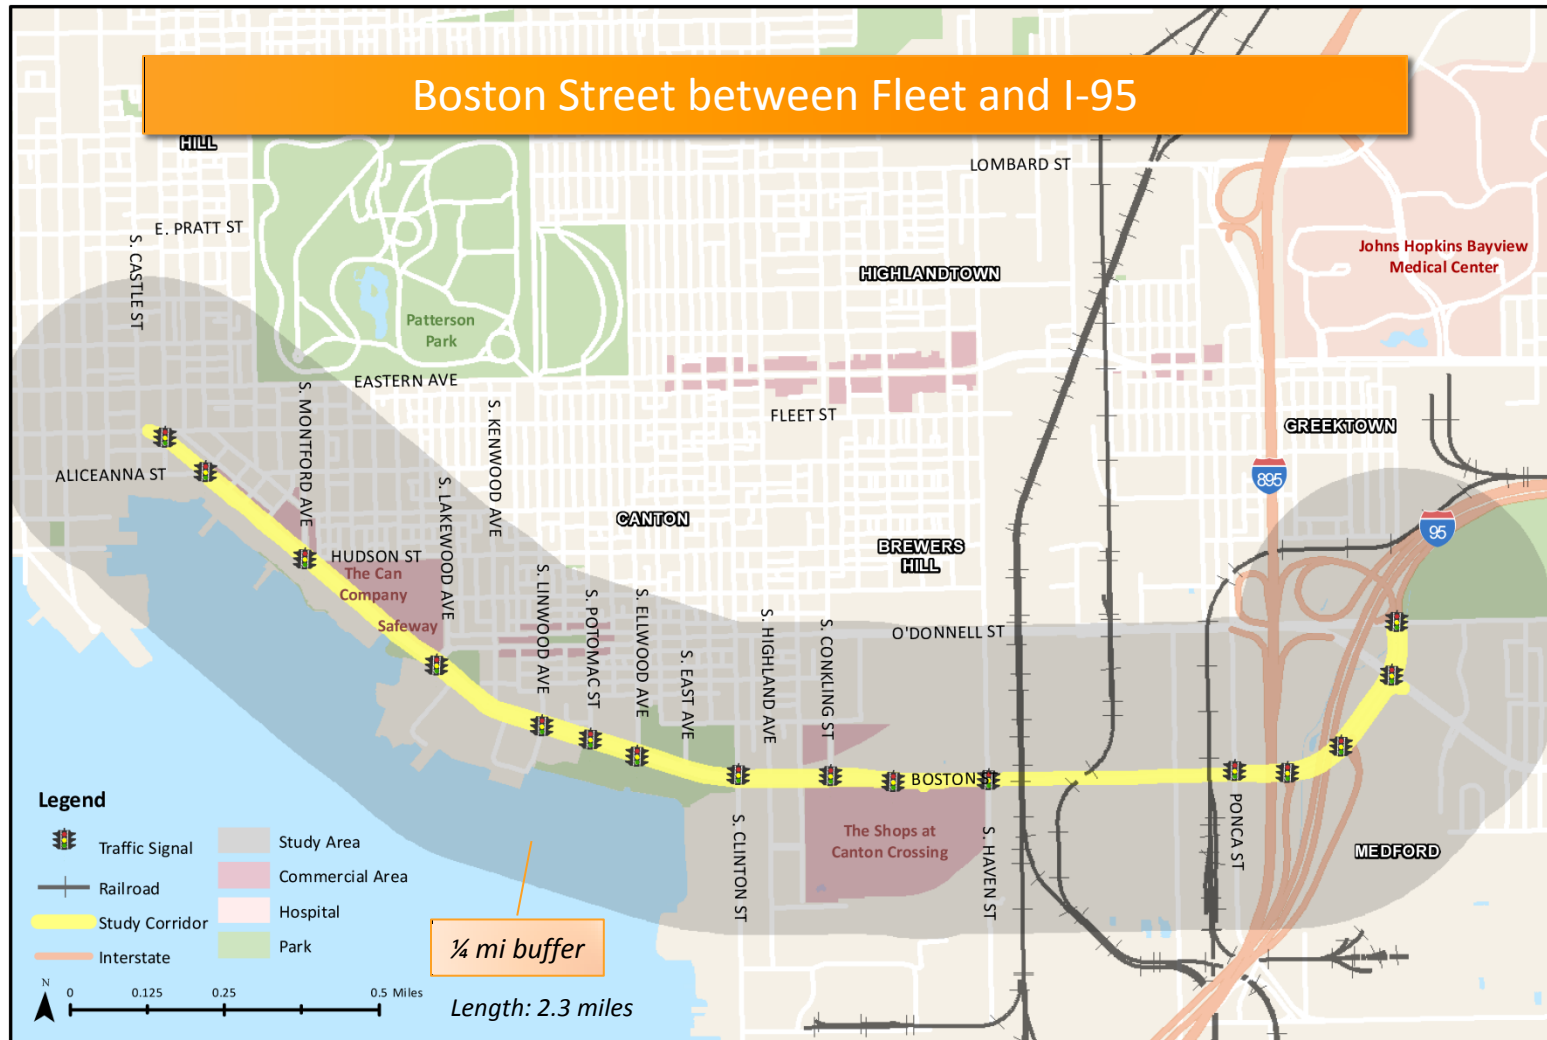 Boston Street between Fleet and I-95
HILL
LOMBARD ST
E. PRATT ST
S. CASTLE ST
Johns Hopkins Bayview
Medical Center
HIGHLANDTOWN
Patterson
Park
EASTERN AVE
S. MONTFORD AVE
S. KENWOOD AVE
FLEET ST
GREEKTOWN
ALICEANNA ST
895
S. LAKEWOOD AVE
CANTON
95
BREWERS
HILL
HUDSON ST
The Can
Company
Safeway
S. LINWOOD AVE
S. POTOMAC ST
S. ELLWOOD AVE
S. EAST AVE
S. HIGHLAND AVE
S. CONKLING ST
O'DONNELL ST
BOSTON S
S. CLINTON ST
The Shops at
Canton Crossing
S. HAVEN ST
PONCA ST
MEDFORD
Legend
Traffic Signal
Railroad
Study Corridor
Interstate
Study Area
Commercial Area
Hospital
Park
¼ mi buffer
Length: 2.3 miles
N
0 0.125 0.25 0.5 Miles